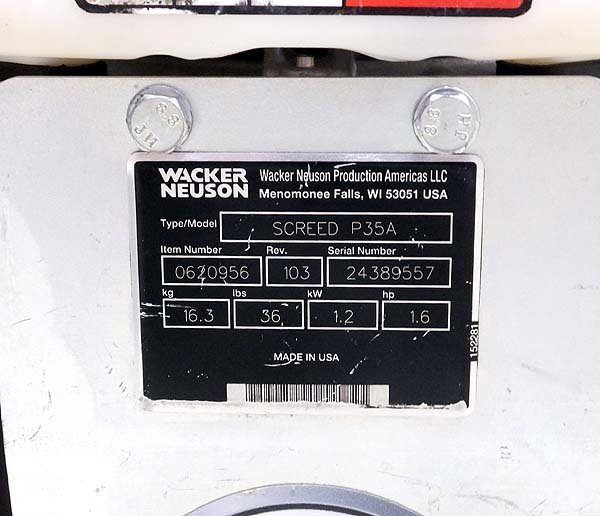 8.8
JH
8.8
JH
WACKER
NEUSON
Wacker Neuson Production Americas LLC
Menomonee Falls, WI 53051 USA
Type/Model SCREED P35A
Item Number Rev. Serial Number
0620956 103 24389557
kg lbs kW hp
16.3 36 1.2 1.6
MADE IN USA
152281